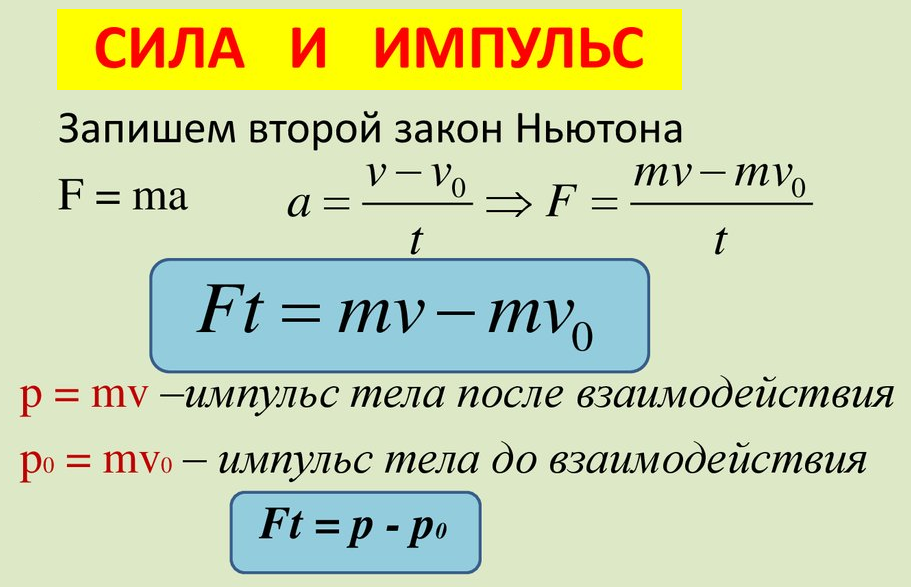 СИЛА И ИМПУЛЬС
Запишем второй закон Ньютона
F = ma a = (v – v₀)/t ⇒ F = (mv – mv₀)/t
Ft = mv – mv₀
p = mv –импульс тела после взаимодействия
p₀ = mv₀ – импульс тела до взаимодействия
Ft = p - p₀